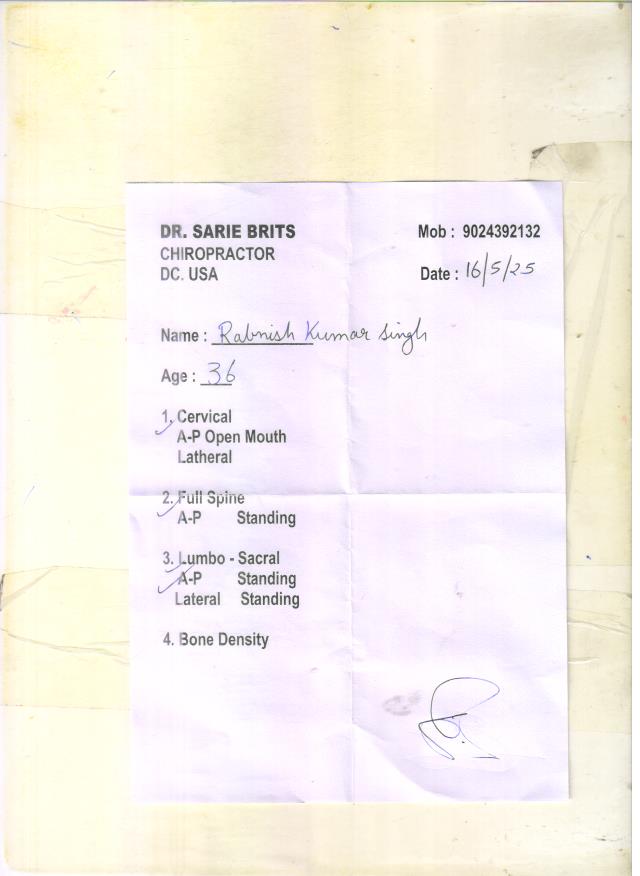 DR. SARIE BRITS
CHIROPRACTOR
DC. USA
Mob : 9024392132
Date : 16/5/25
Name : Rabnish Kumar Singh
Age : 36
1. Cervical
A-P Open Mouth
Latheral
2. Full Spine
A-P Standing
3. Lumbo - Sacral
A-P Standing
Lateral Standing
4. Bone Density